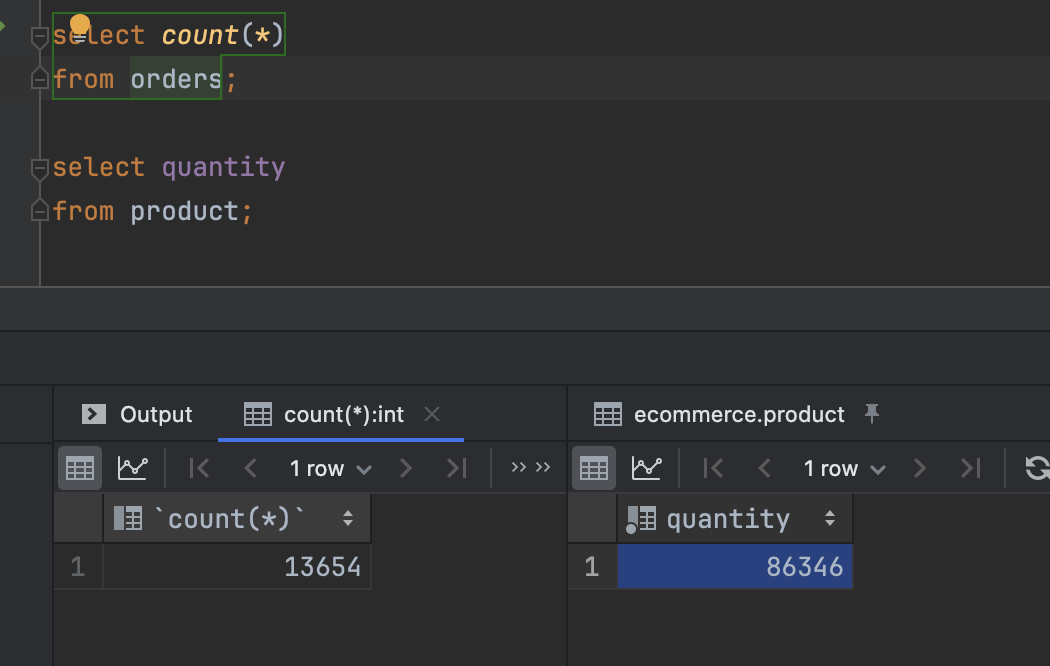 select count(*)
from orders;
select quantity
from product;
Output
count(*):int
ecommerce.product
1 row
1 row
`count(*)`
quantity
1
13654
1
86346